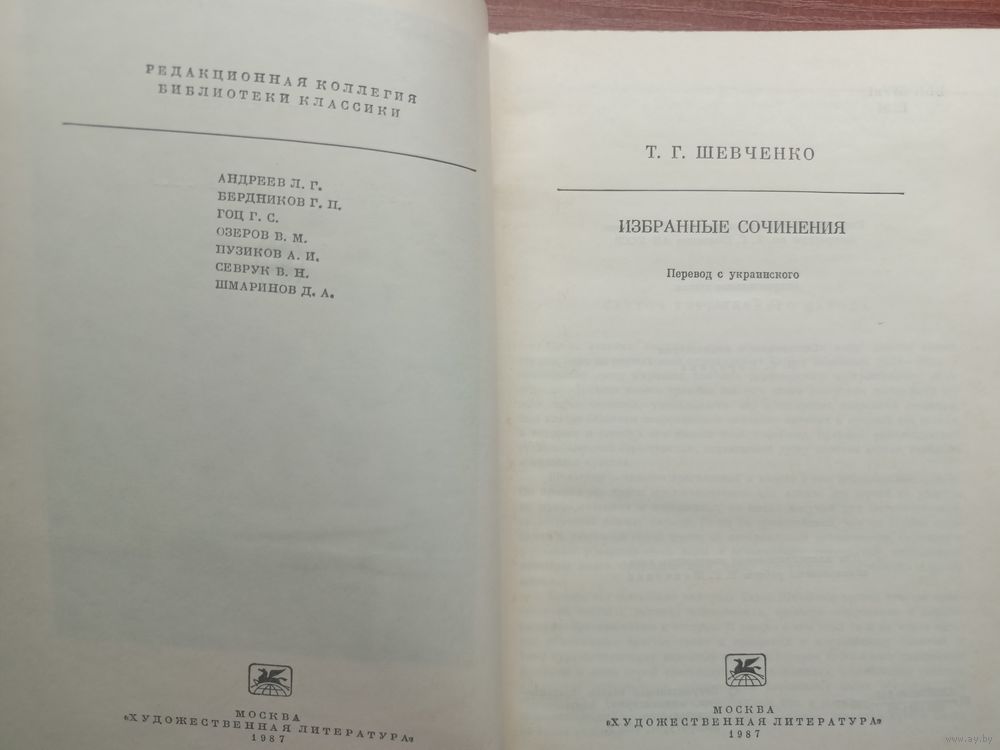 РЕДАКЦИОННАЯ КОЛЛЕГИЯ
БИБЛИОТЕКИ КЛАССИКИ
АНДРЕЕВ Л. Г.
БЕРДНИКОВ Г. П.
ГОЦ Г. С.
ОЗЕРОВ В. М.
ПУЗИКОВ А. И.
СЕВРУК В. Н.
ШМАРИНОВ Д. А.
МОСКВА
«ХУДОЖЕСТВЕННАЯ ЛИТЕРАТУРА»
1987
Т. Г. ШЕВЧЕНКО
ИЗБРАННЫЕ СОЧИНЕНИЯ
Перевод с украинского
МОСКВА
«ХУДОЖЕСТВЕННАЯ ЛИТЕРАТУРА»
1987
www.ay.by